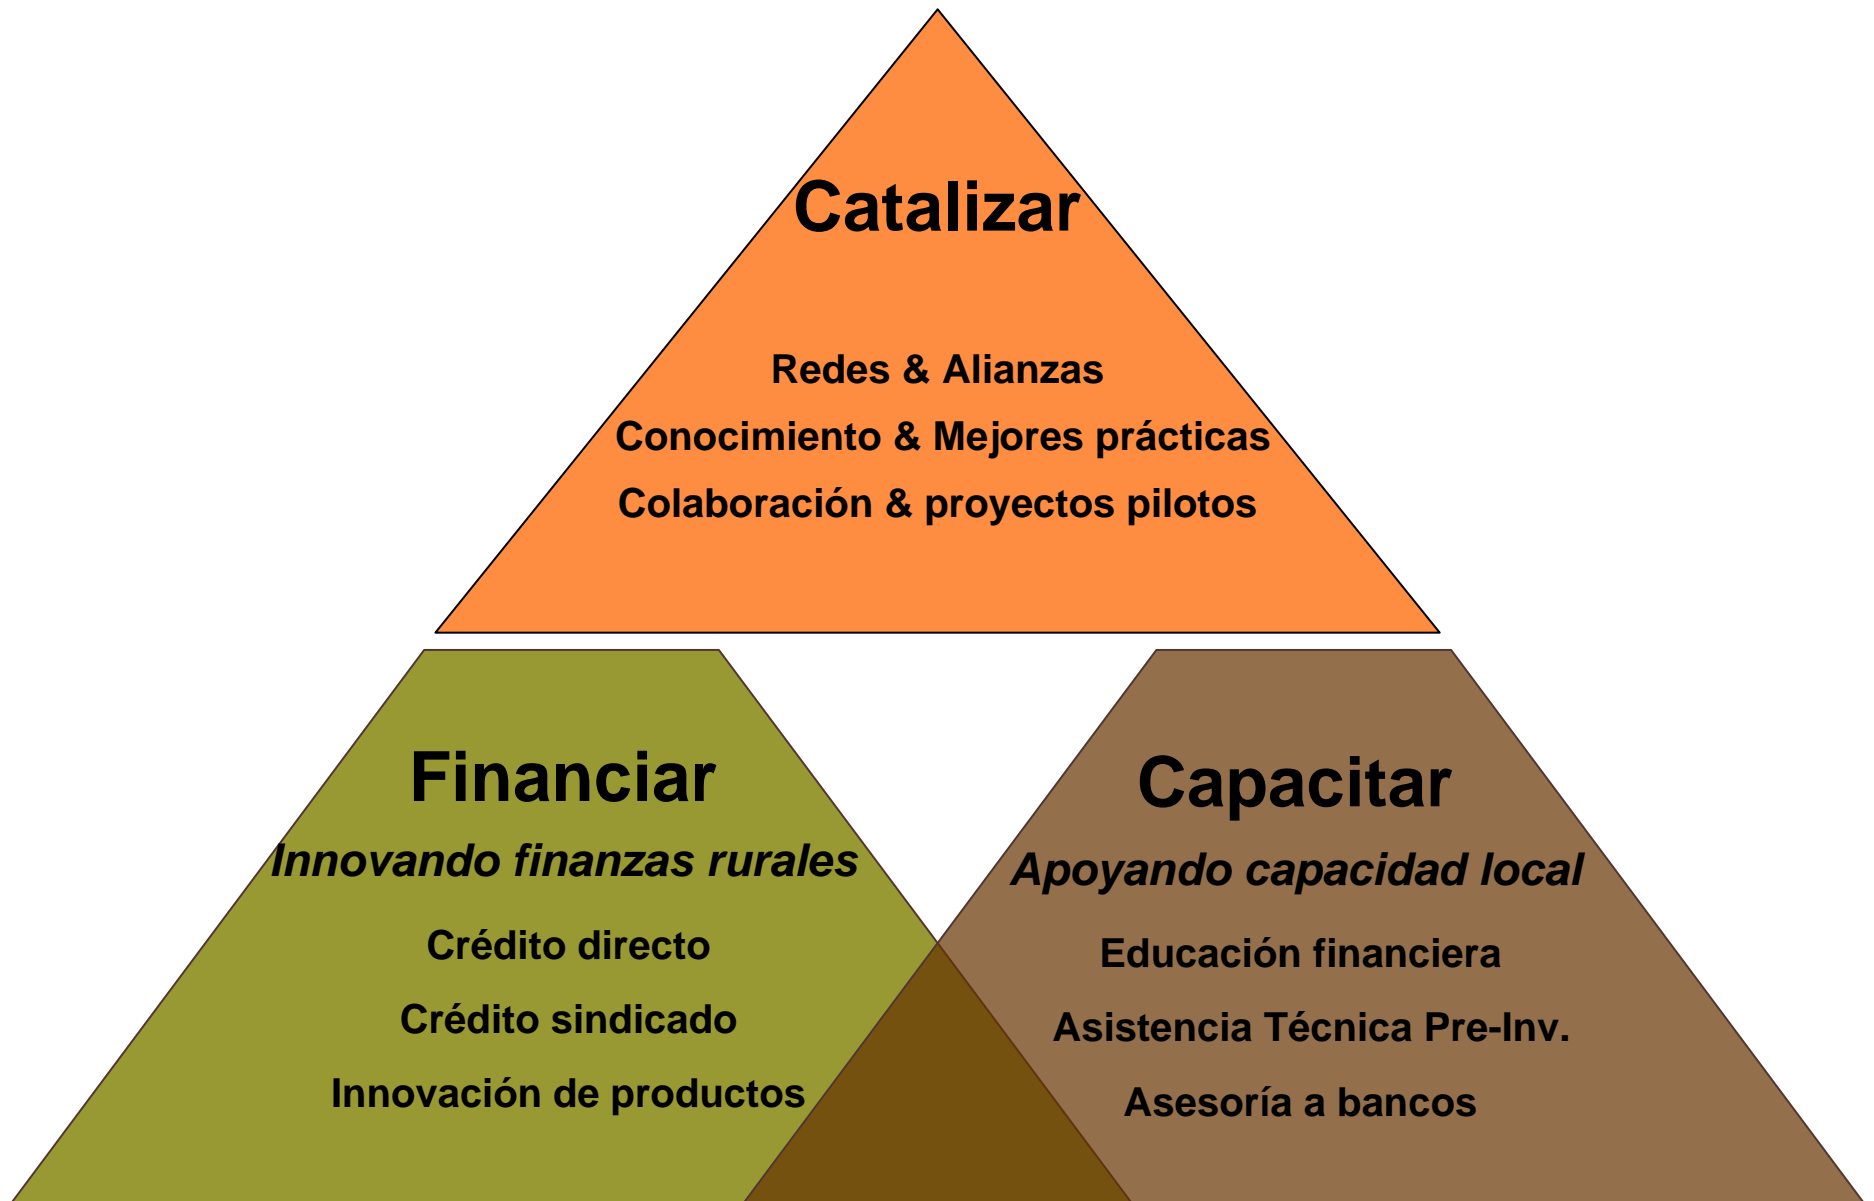 Catalizar
Redes & Alianzas
Conocimiento & Mejores prácticas
Colaboración & proyectos pilotos
Financiar
Innovando finanzas rurales
Crédito directo
Crédito sindicado
Innovación de productos
Capacitar
Apoyando capacidad local
Educación financiera
Asistencia Técnica Pre-Inv.
Asesoría a bancos